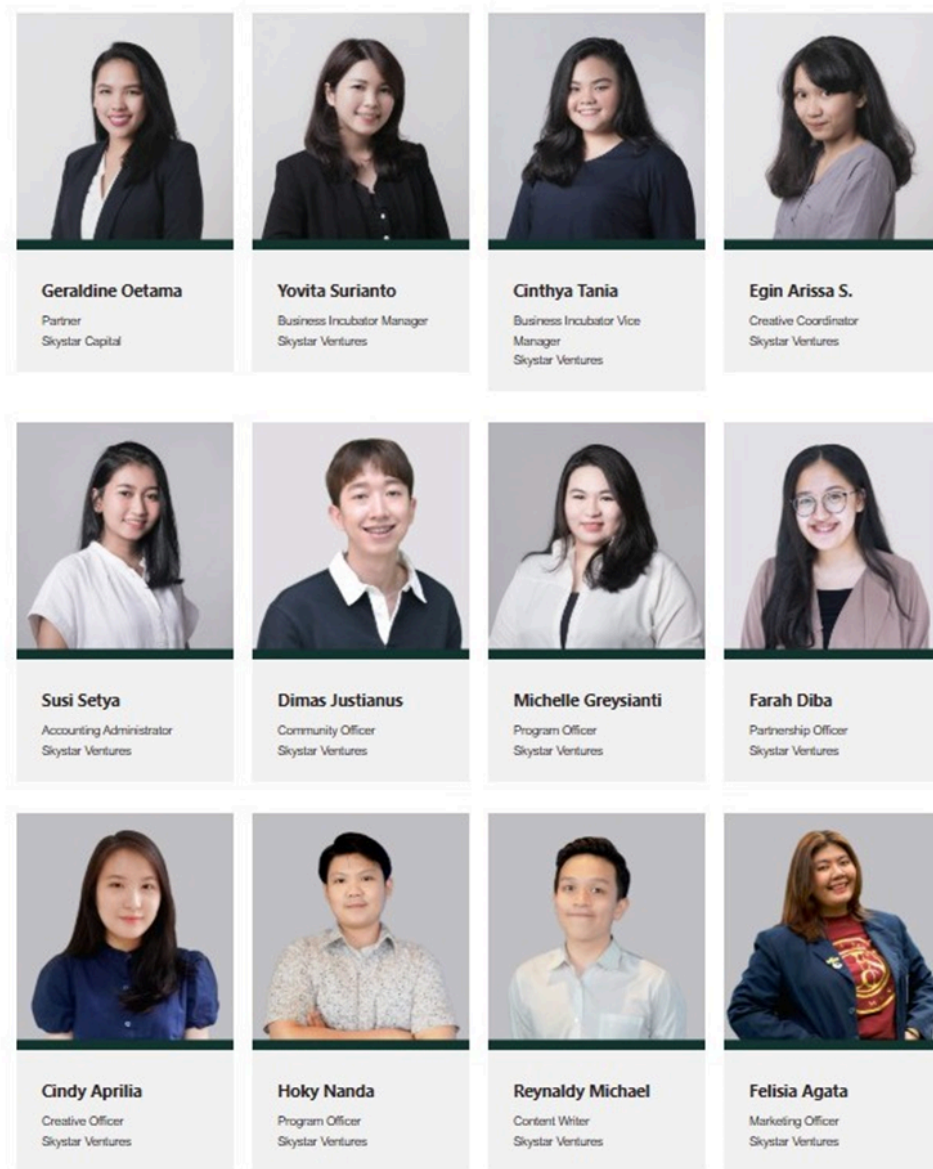 Geraldine Oetama
Partner
Skystar Capital
Yovita Surianto
Business Incubator Manager
Skystar Ventures
Cinthya Tania
Business Incubator Vice
Manager
Skystar Ventures
Egin Arissa S.
Creative Coordinator
Skystar Ventures
Susi Setya
Accounting Administrator
Skystar Ventures
Dimas Justianus
Community Officer
Skystar Ventures
Michelle Greysianti
Program Officer
Skystar Ventures
Farah Diba
Partnership Officer
Skystar Ventures
Cindy Aprilia
Creative Officer
Skystar Ventures
Hoky Nanda
Program Officer
Skystar Ventures
Reynaldy Michael
Content Writer
Skystar Ventures
Felisia Agata
Marketing Officer
Skystar Ventures